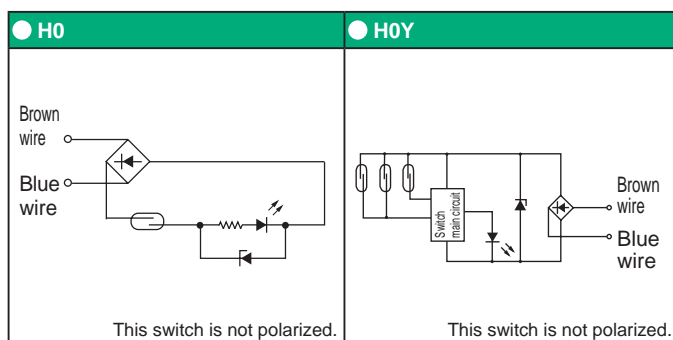 H0
Brown
wire
Blue
wire
This switch is not polarized.
H0Y
Switch
main circuit
Brown
wire
Blue
wire
This switch is not polarized.